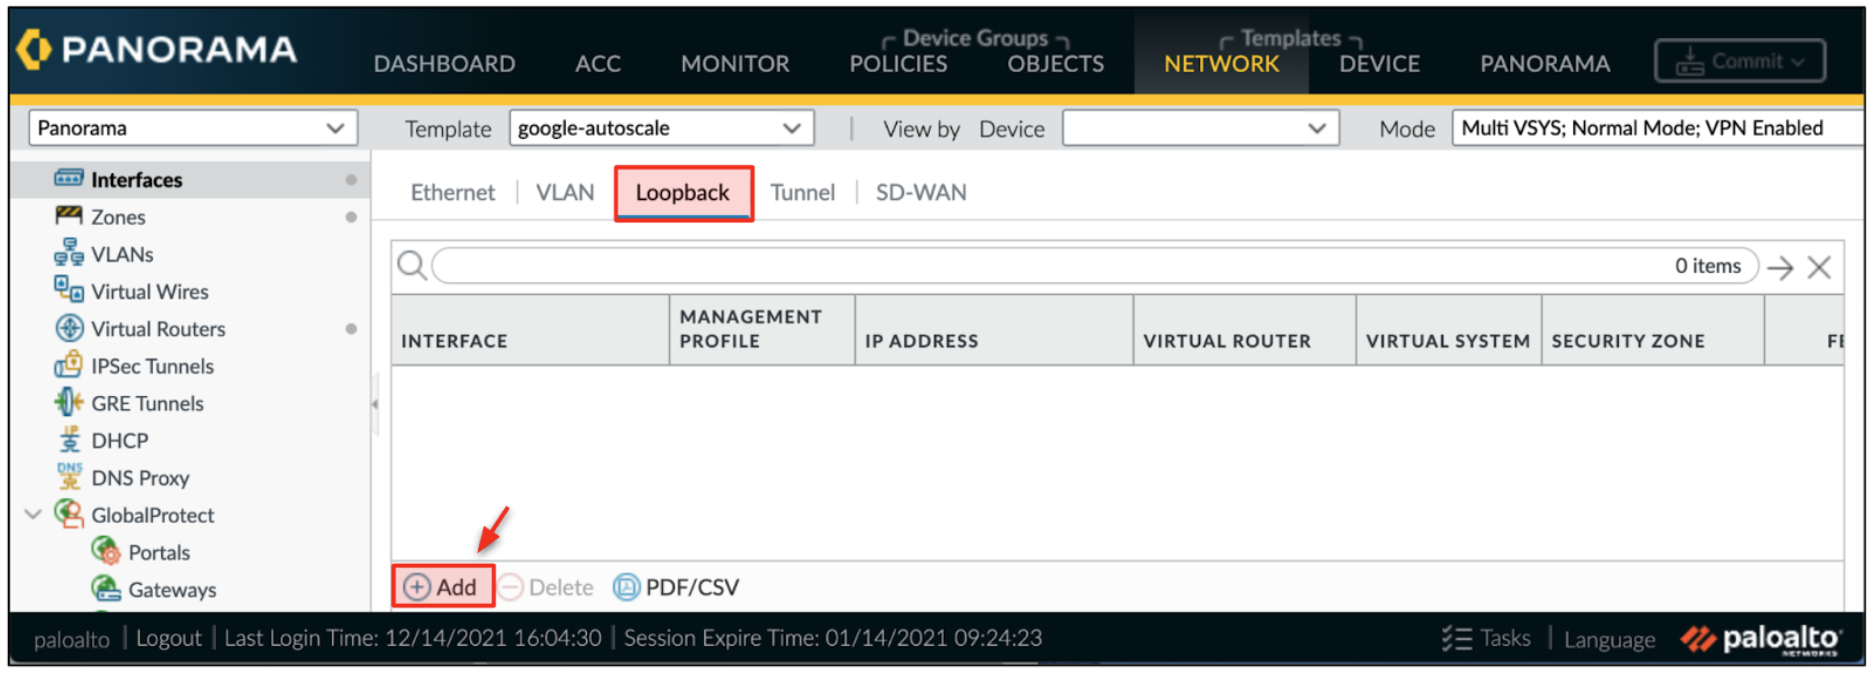 PANORAMA
Device Groups
Templates
DASHBOARD ACC MONITOR POLICIES OBJECTS NETWORK DEVICE PANORAMA Commit
Panorama Template google-autoscale View by Device Mode Multi VSYS; Normal Mode; VPN Enabled
Interfaces
Zones
VLANs
Virtual Wires
Virtual Routers
IPSec Tunnels
GRE Tunnels
DHCP
DNS Proxy
GlobalProtect
Portals
Gateways
Ethernet VLAN Loopback Tunnel SD-WAN
0 items
INTERFACE
MANAGEMENT
PROFILE
IP ADDRESS
VIRTUAL ROUTER
VIRTUAL SYSTEM
SECURITY ZONE
Add Delete PDF/CSV
paloalto Logout Last Login Time: 12/14/2021 16:04:30 Session Expire Time: 01/14/2021 09:24:23 Tasks Language paloalto
NETWORKS